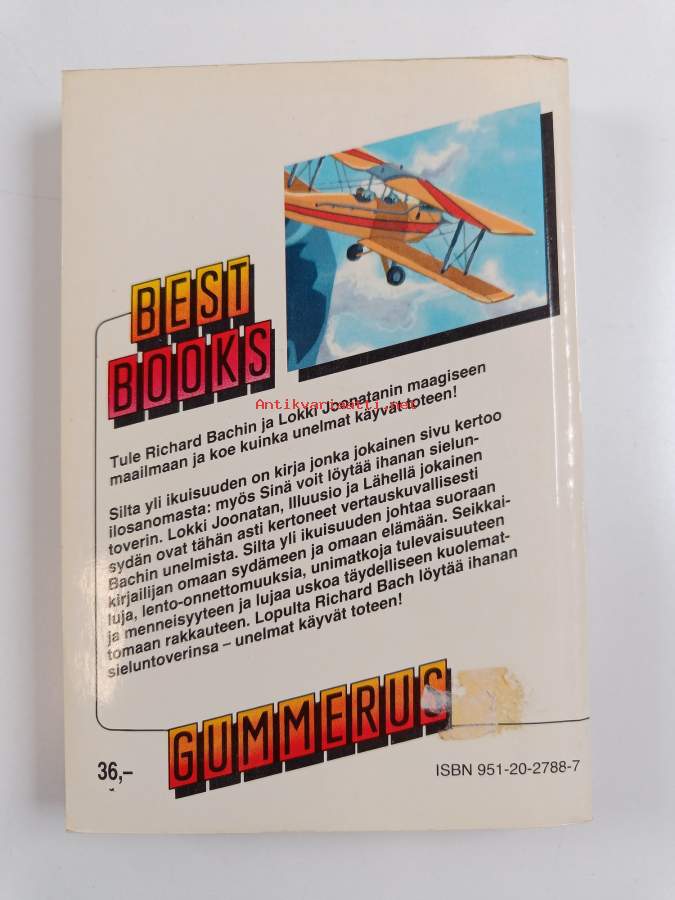 BEST
BOOKS
Antikvariaatti.net
Tule Richard Bachin ja Lokki Joonatanin maagiseen
maailmaan ja koe kuinka unelmat käyvät toteen!
Silta yli ikuisuuden on kirja jonka jokainen sivu kertoo
ilosanomasta: myös Sinä voit löytää ihanan sielun-
toverin. Lokki Joonatan, Illuusio ja Lähellä jokainen
sydän ovat tähän asti kertoneet vertauskuvallisesti
Bachin unelmista. Silta yli ikuisuuden johtaa suoraan
kirjailijan omaan sydämeen ja omaan elämään. Seikkai-
luja, lento-onnettomuuksia, unimatkoja tulevaisuuteen
ja menneisyyteen ja lujaa uskoa täydelliseen kuolemat-
tomaan rakkauteen. Lopulta Richard Bach löytää ihanan
sieluntoverinsa – unelmat käyvät toteen!
GUMMERUS
36,–
ISBN 951-20-2788-7